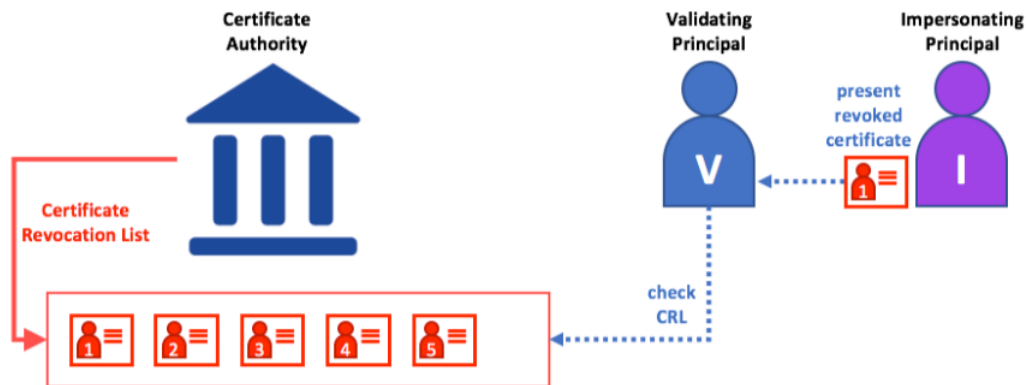 Certificate
Authority
Validating
Principal
Impersonating
Principal
present
revoked
certificate
V
1
I
Certificate
Revocation List
check
CRL
1
2
3
4
5